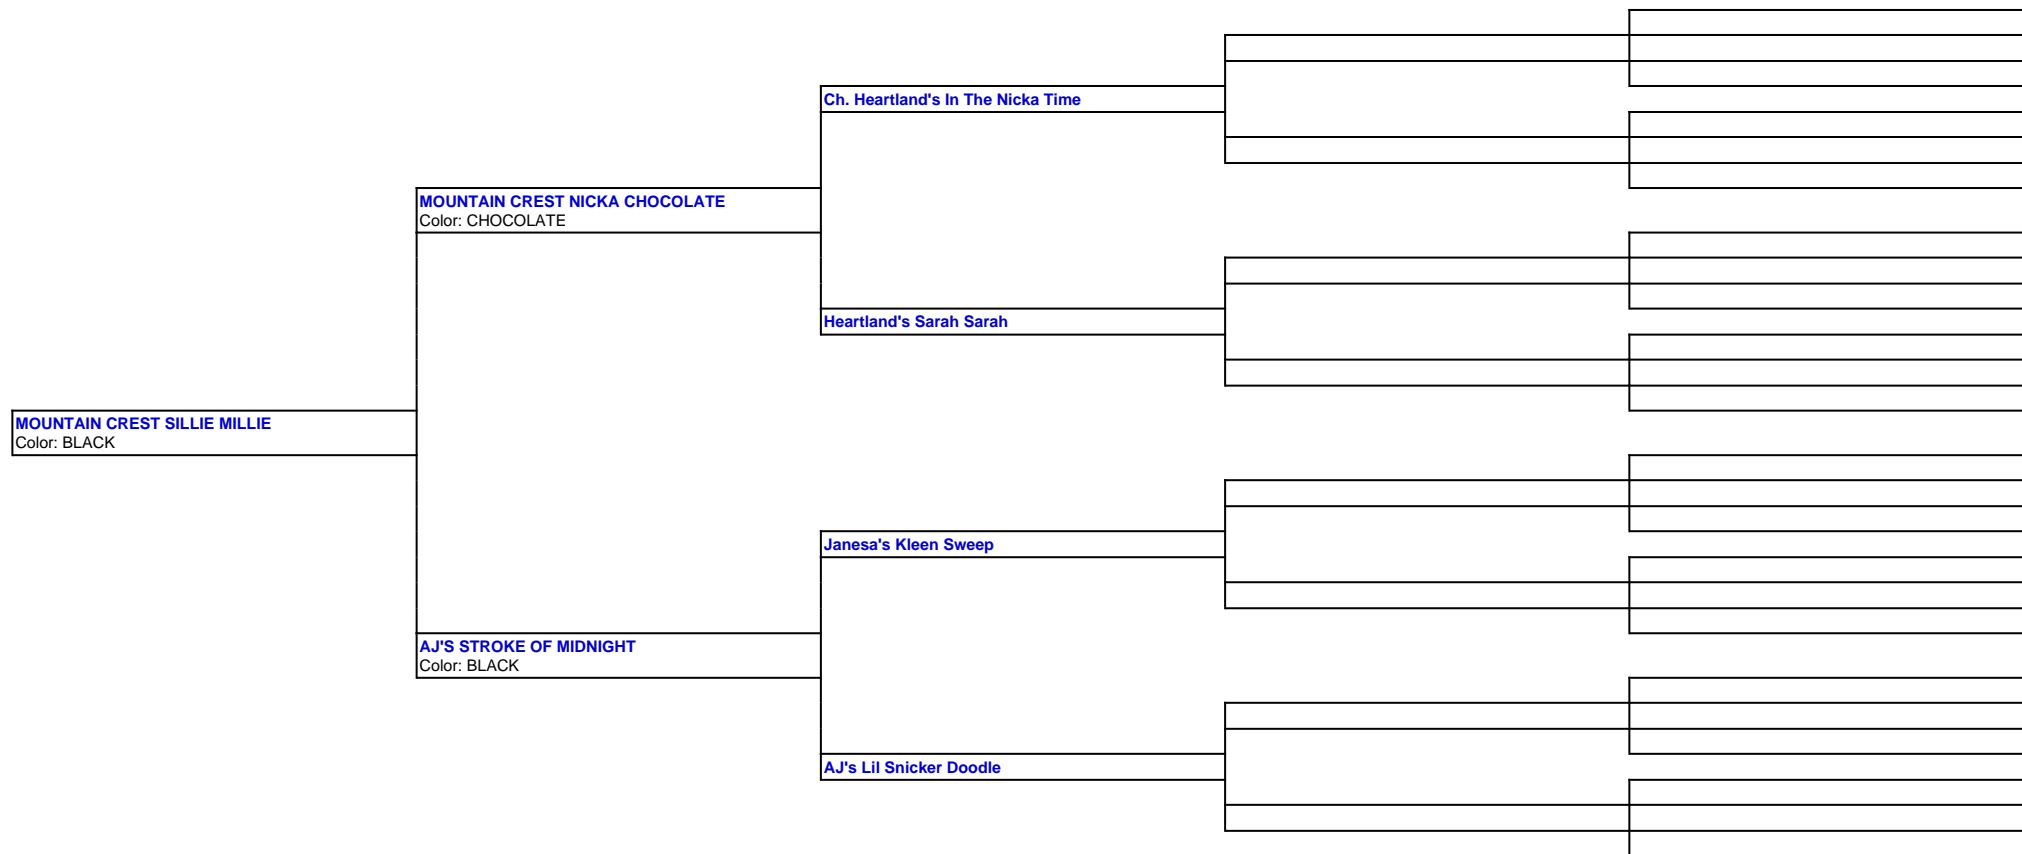 Ch. Heartland's In The Nicka Time
MOUNTAIN CREST NICKA CHOCOLATE
Color: CHOCOLATE
Heartland's Sarah Sarah
MOUNTAIN CREST SILLIE MILLIE
Color: BLACK
Janesa's Kleen Sweep
AJ'S STROKE OF MIDNIGHT
Color: BLACK
AJ's Lil Snicker Doodle